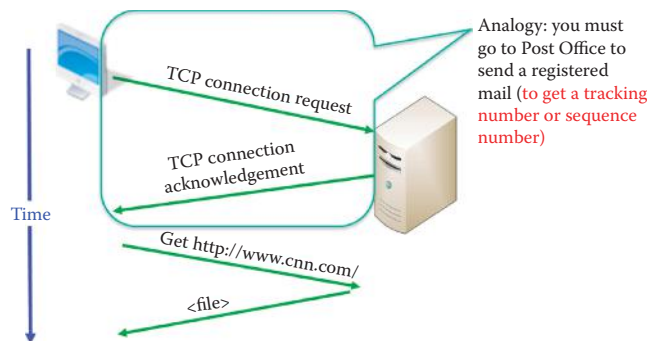 Analogy: you must
go to Post Office to
send a registered
mail (to get a tracking
number or sequence
number)
TCP connection request
TCP connection
acknowledgement
Time
Get http://www.cnn.com/
<file>